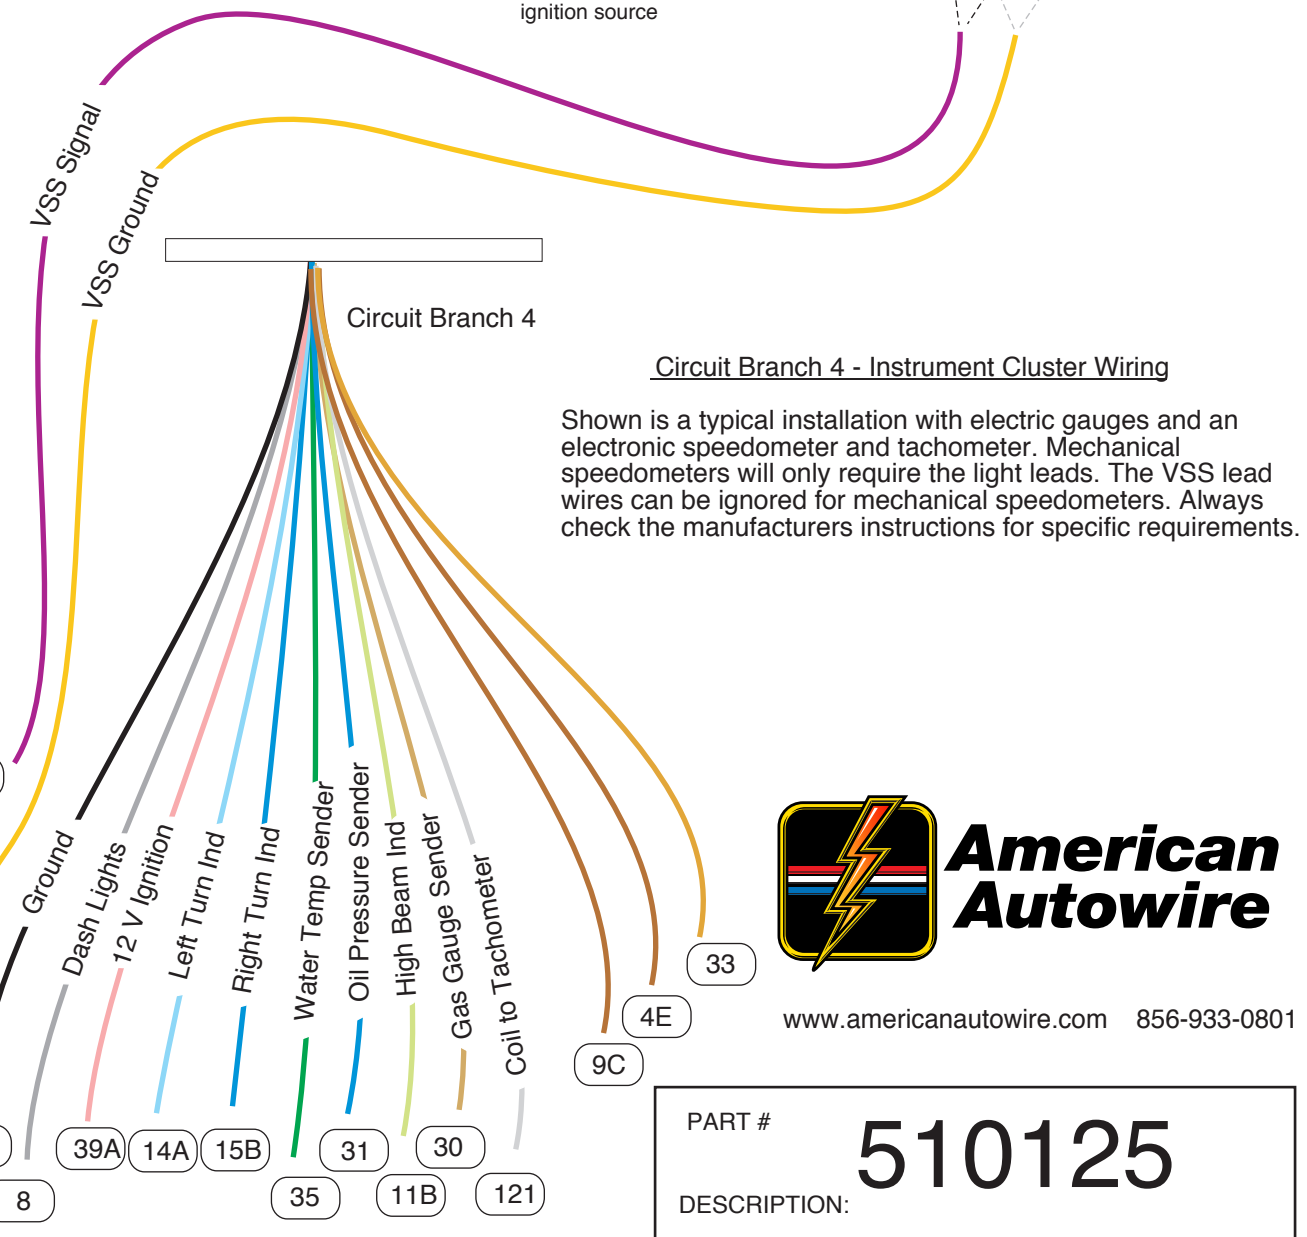 ignition source
VSS Signal
VSS Ground
Circuit Branch 4
Circuit Branch 4 - Instrument Cluster Wiring
Shown is a typical installation with electric gauges and an
electronic speedometer and tachometer. Mechanical
speedometers will only require the light leads. The VSS lead
wires can be ignored for mechanical speedometers. Always
check the manufacturers instructions for specific requirements.
Ground
Dash Lights
12 V Ignition
Left Turn Ind
Right Turn Ind
Water Temp Sender
Oil Pressure Sender
High Beam Ind
Gas Gauge Sender
Coil to Tachometer
33
4E
9C
8
39A
14A
15B
35
31
11B
30
121
American
Autowire
www.americanautowire.com 856-933-0801
PART #
510125
DESCRIPTION: